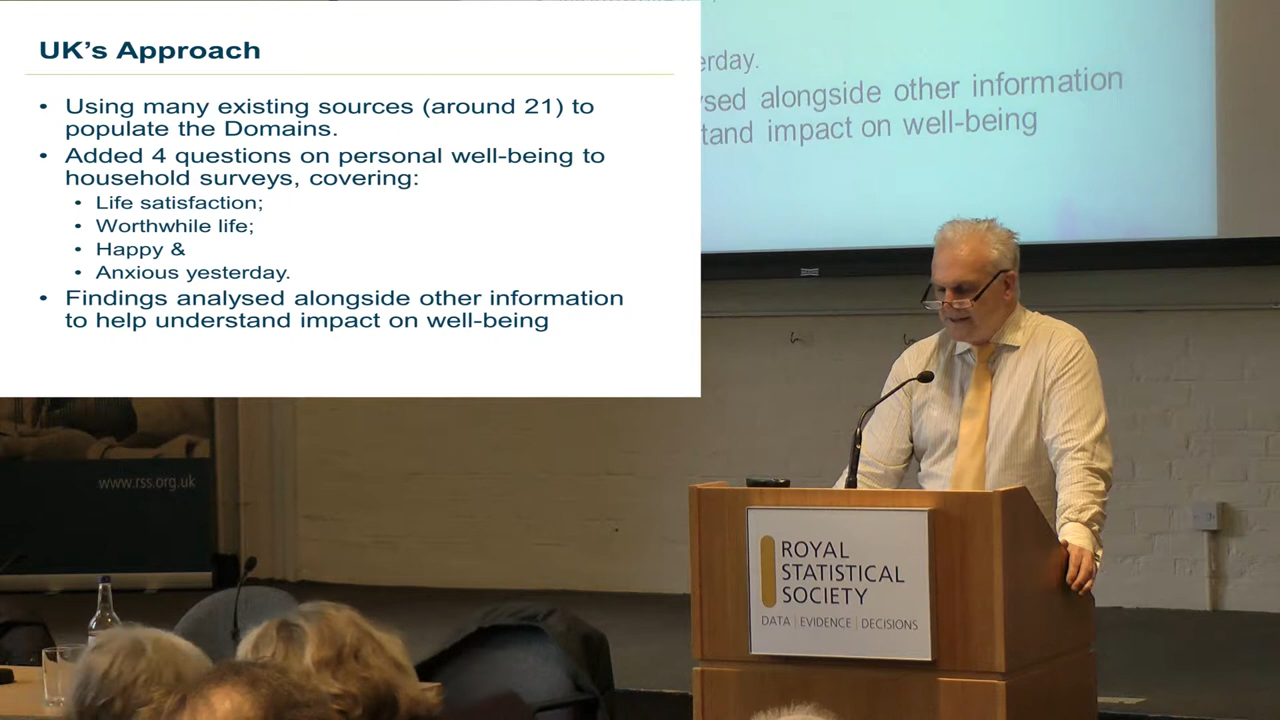 UK's Approach
• Using many existing sources (around 21) to
populate the Domains.
• Added 4 questions on personal well-being to
household surveys, covering:
• Life satisfaction;
• Worthwhile life;
• Happy &
• Anxious yesterday.
• Findings analysed alongside other information
to help understand impact on well-being
erday.
ysed alongside other information
tand impact on well-being
www.rss.org.uk
ROYAL
STATISTICAL
SOCIETY
DATA | EVIDENCE | DECISIONS